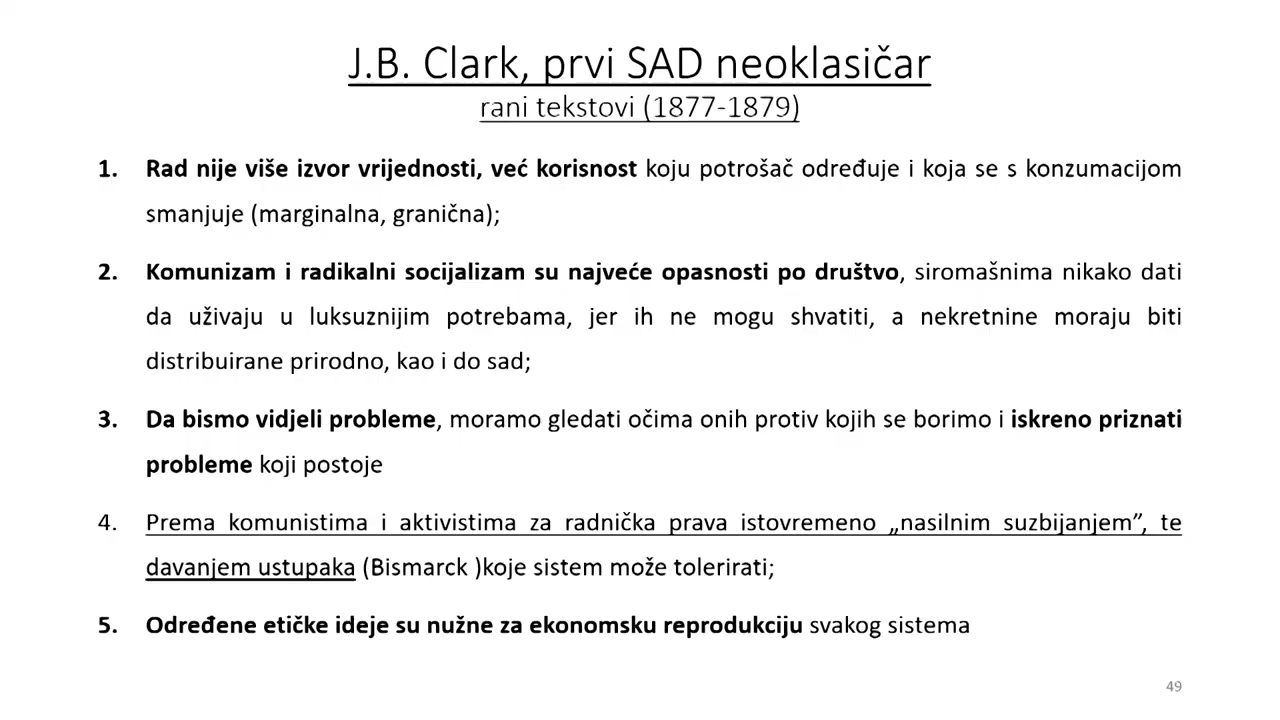 J.B. Clark, prvi SAD neoklasičar
rani tekstovi (1877-1879)
1. Rad nije više izvor vrijednosti, već korisnost koju potrošač određuje i koja se s konzumacijom
smanjuje (marginalna, granična);
2. Komunizam i radikalni socijalizam su najveće opasnosti po društvo, siromašnima nikako dati
da uživaju u luksuznijim potrebama, jer ih ne mogu shvatiti, a nekretnine moraju biti
distribuirane prirodno, kao i do sad;
3. Da bismo vidjeli probleme, moramo gledati očima onih protiv kojih se borimo i iskreno priznati
probleme koji postoje
4. Prema komunistima i aktivistima za radnička prava istovremeno „nasilnim suzbijanjem”, te
davanjem ustupaka (Bismarck )koje sistem može tolerirati;
5. Određene etičke ideje su nužne za ekonomsku reprodukciju svakog sistema
49